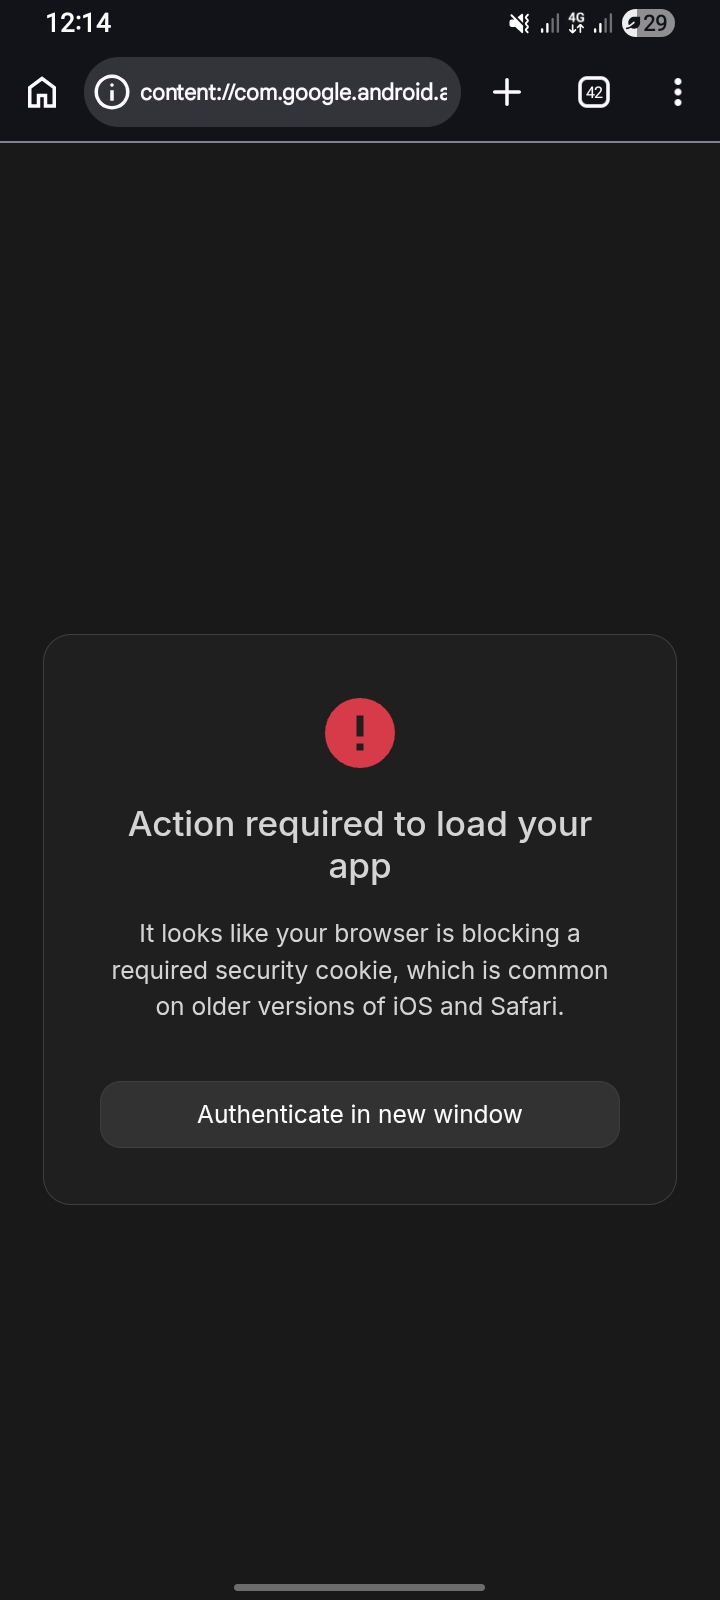 12:14
4G
29
content://com.google.android.a
42
Action required to load your
app
It looks like your browser is blocking a
required security cookie, which is common
on older versions of iOS and Safari.
Authenticate in new window